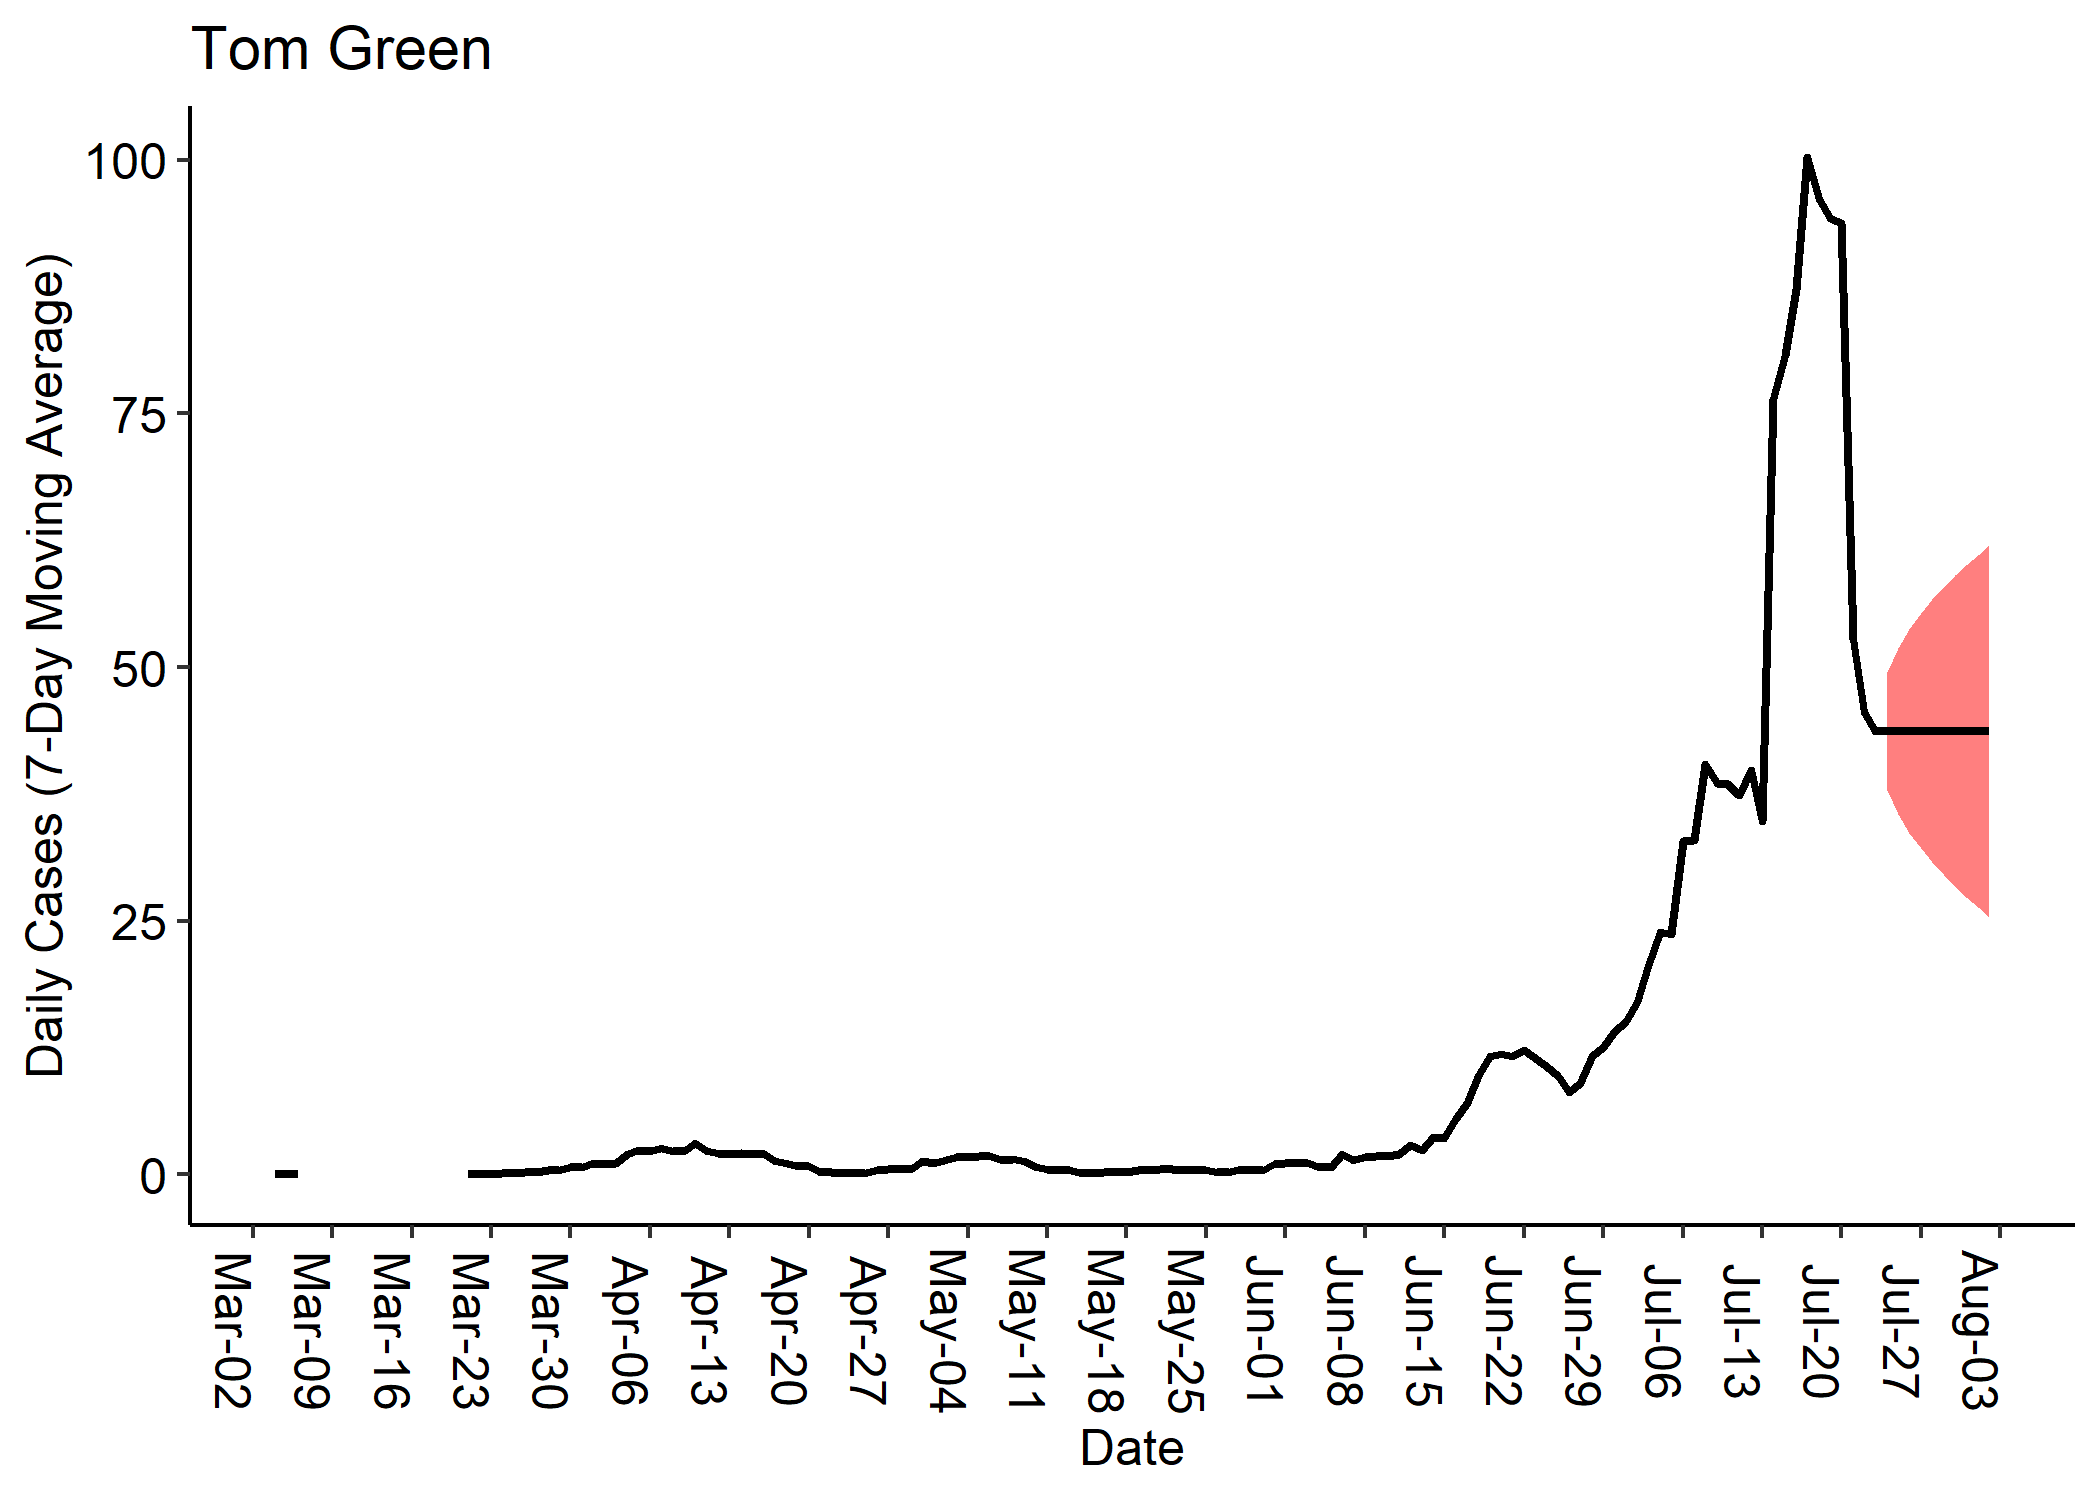 Tom Green
Daily Cases (7-Day Moving Average)
100
75
50
25
0
Mar-02
Mar-09
Mar-16
Mar-23
Mar-30
Apr-06
Apr-13
Apr-20
Apr-27
May-04
May-11
May-18
May-25
Jun-01
Jun-08
Jun-15
Jun-22
Jun-29
Jul-06
Jul-13
Jul-20
Jul-27
Aug-03
Date